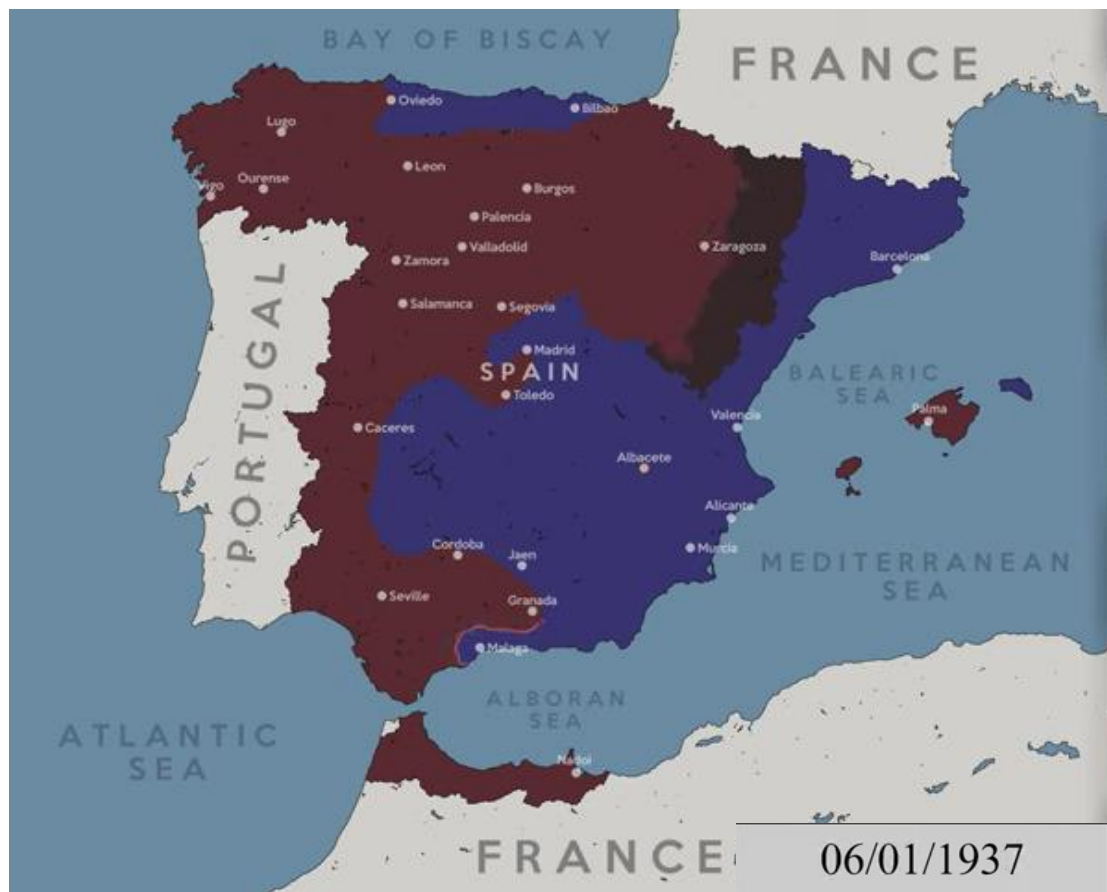 BAY OF BISCAY
FRANCE
Oviedo
Bilbao
Lugo
Leon
Ourense
Vigo
Burgos
Palencia
Valladolid
Zaragoza
Zamora
Barcelona
Salamanca
Segovia
Madrid
SPAIN
PORTUGAL
Toledo
BALEARIC
SEA
Palma
Caceres
Valencia
Albacete
Alicante
Cordoba
Jaen
Murcia
MEDITERRANEAN
SEA
Seville
Granada
Malaga
ALBORAN
SEA
ATLANTIC
SEA
Nadoi
FRANCE
06/01/1937